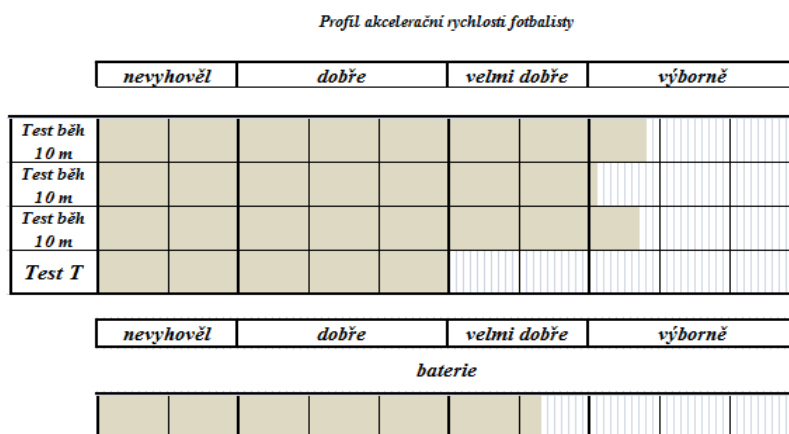 Profil akcelerační rychlosti fotbalisty
nevyhověl dobře velmi dobře výborně
Test běh
10 m
Test běh
10 m
Test běh
10 m
Test T
nevyhověl dobře velmi dobře výborně
baterie